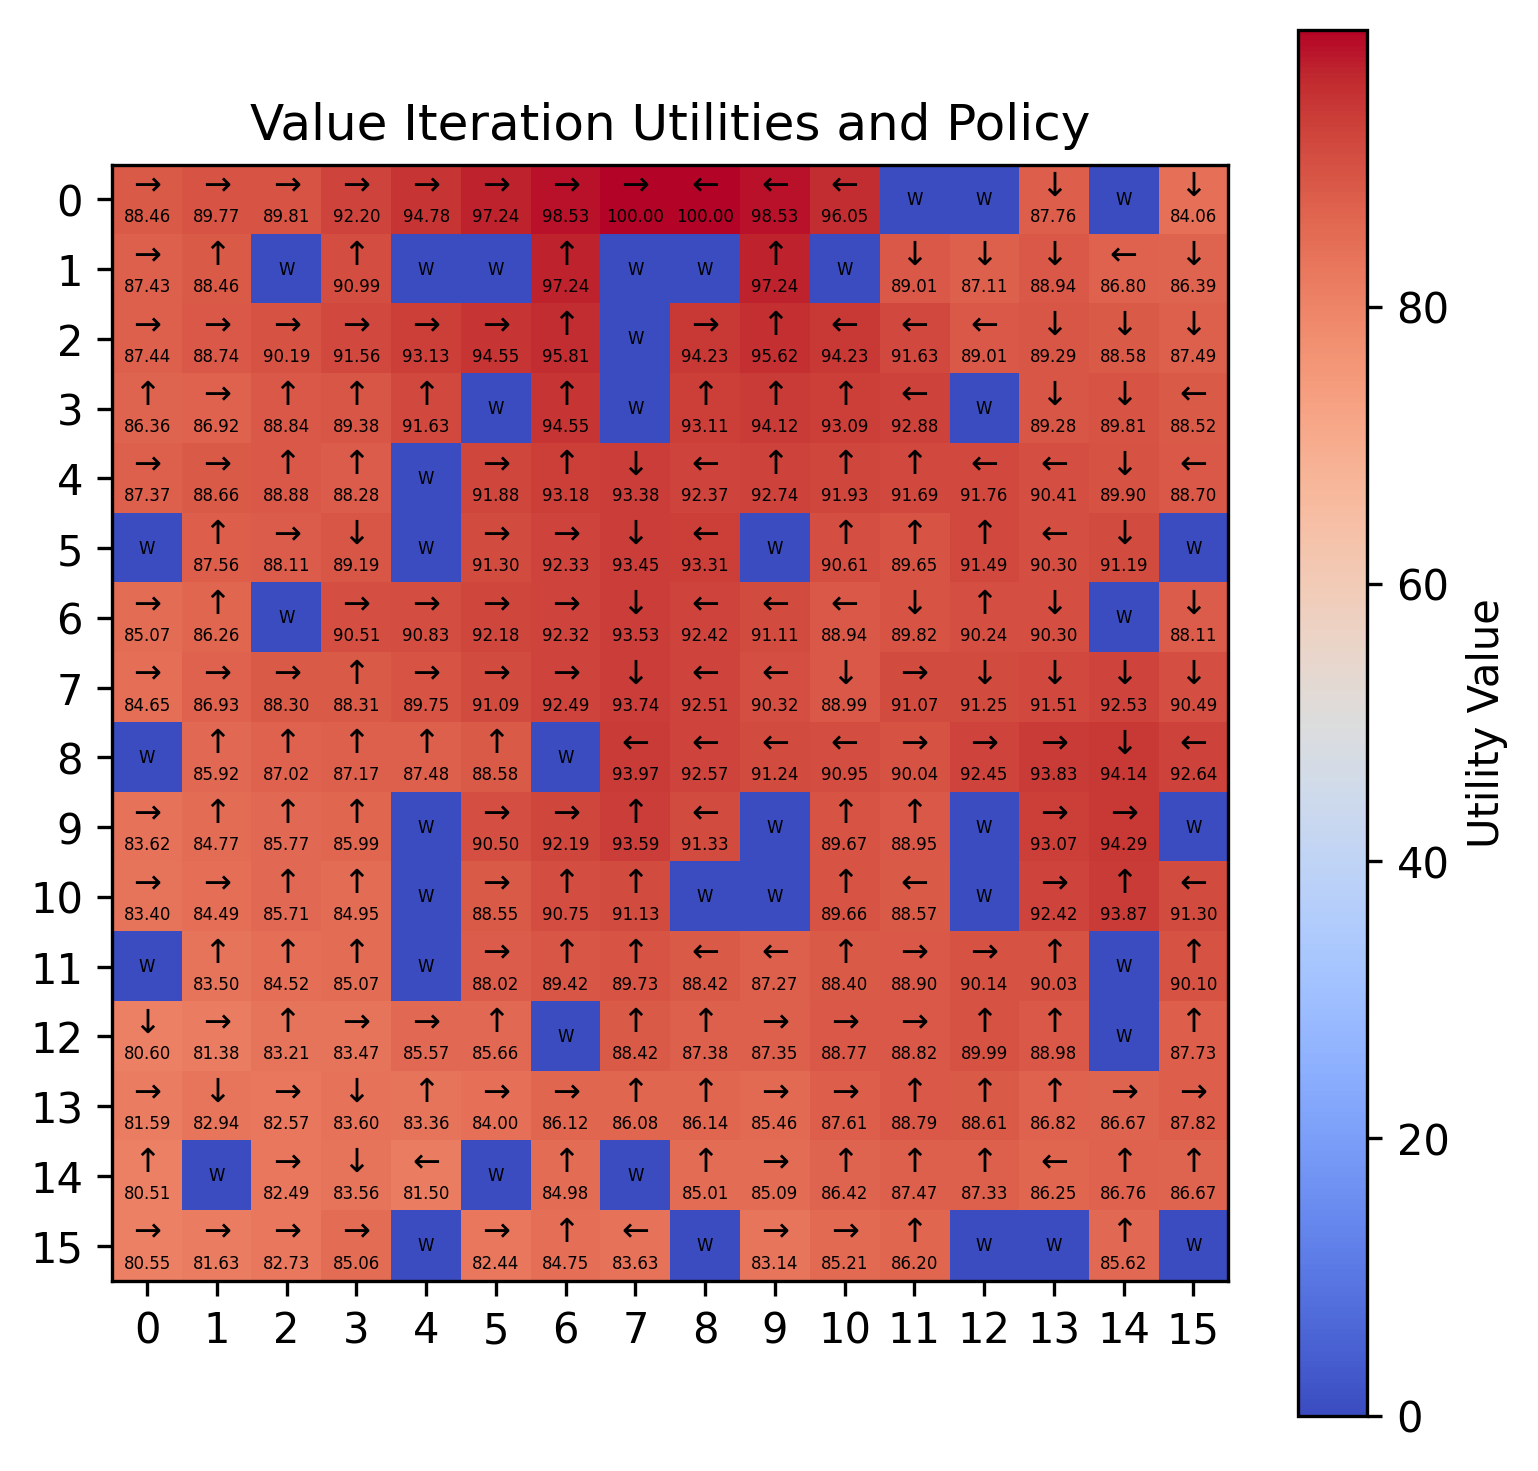 Value Iteration Utilities and Policy
0 → → → → → → → → ← ← ← W W ↓ W ↓
88.46 89.77 89.81 92.20 94.78 97.24 98.53 100.00 100.00 98.53 96.05 87.76 84.06
1 → ↑ W ↑ W W ↑ W W ↑ W ↓ ↓ ↓ ← ↓
87.43 88.46 90.99 97.24 97.24 89.01 87.11 88.94 86.80 86.39
2 → → → → → → ↑ W → ↑ ← ← ← ↓ ↓ ↓
87.44 88.74 90.19 91.56 93.13 94.55 95.81 94.23 95.62 94.23 91.63 89.01 89.29 88.58 87.49
3 ↑ → ↑ ↑ ↑ W ↑ W ↑ ↑ ↑ ← W ↓ ↓ ←
86.36 86.92 88.84 89.38 91.63 94.55 93.11 94.12 93.09 92.88 89.28 89.81 88.52
4 → → ↑ ↑ W → ↑ ↓ ← ↑ ↑ ↑ ← ← ↓ ←
87.37 88.66 88.88 88.28 91.88 93.18 93.38 92.37 92.74 91.93 91.69 91.76 90.41 89.90 88.70
5 W ↑ → ↓ W → → ↓ ← W ↑ ↑ ↑ ← ↓ W
87.56 88.11 89.19 91.30 92.33 93.45 93.31 90.61 89.65 91.49 90.30 91.19
6 → ↑ W → → → → ↓ ← ← ← ↓ ↑ ↓ W ↓
85.07 86.26 90.51 90.83 92.18 92.32 93.53 92.42 91.11 88.94 89.82 90.24 90.30 88.11
7 → → → ↑ → → → ↓ ← ← ↓ → ↓ ↓ ↓ ↓
84.65 86.93 88.30 88.31 89.75 91.09 92.49 93.74 92.51 90.32 88.99 91.07 91.25 91.51 92.53 90.49
8 W ↑ ↑ ↑ ↑ ↑ W ← ← ← ← → → → ↓ ←
85.92 87.02 87.17 87.48 88.58 93.97 92.57 91.24 90.95 90.04 92.45 93.83 94.14 92.64
9 → ↑ ↑ ↑ W → → ↑ ← W ↑ ↑ W → → W
83.62 84.77 85.77 85.99 90.50 92.19 93.59 91.33 89.67 88.95 93.07 94.29
10 → → ↑ ↑ W → ↑ ↑ W W ↑ ← W → ↑ ←
83.40 84.49 85.71 84.95 88.55 90.75 91.13 89.66 88.57 92.42 93.87 91.30
11 W ↑ ↑ ↑ W → ↑ ↑ ← ← ↑ → → ↑ W ↑
83.50 84.52 85.07 88.02 89.42 89.73 88.42 87.27 88.40 88.90 90.14 90.03 90.10
12 ↓ → ↑ → → ↑ W ↑ ↑ → → → ↑ ↑ W ↑
80.60 81.38 83.21 83.47 85.57 85.66 88.42 87.38 87.35 88.77 88.82 89.99 88.98 87.73
13 → ↓ → ↓ ↑ → → ↑ ↑ → → ↑ ↑ ↑ → →
81.59 82.94 82.57 83.60 83.36 84.00 86.12 86.08 86.14 85.46 87.61 88.79 88.61 86.82 86.67 87.82
14 ↑ W → ↓ ← W ↑ W ↑ → ↑ ↑ ↑ ← ↑ ↑
80.51 82.49 83.56 81.50 84.98 85.01 85.09 86.42 87.47 87.33 86.25 86.76 86.67
15 → → → → W → ↑ ← W → → ↑ W W ↑ W
80.55 81.63 82.73 85.06 82.44 84.75 83.63 83.14 85.21 86.20 85.62
0 1 2 3 4 5 6 7 8 9 10 11 12 13 14 15
80
60
40
20
0
Utility Value